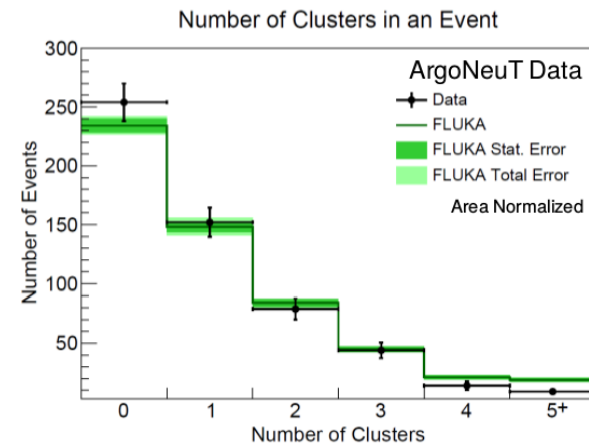 Number of Clusters in an Event
300
250
200
150
100
50
Number of Events
ArgoNeuT Data
Data
FLUKA
FLUKA Stat. Error
FLUKA Total Error
Area Normalized
0 1 2 3 4 5+
Number of Clusters